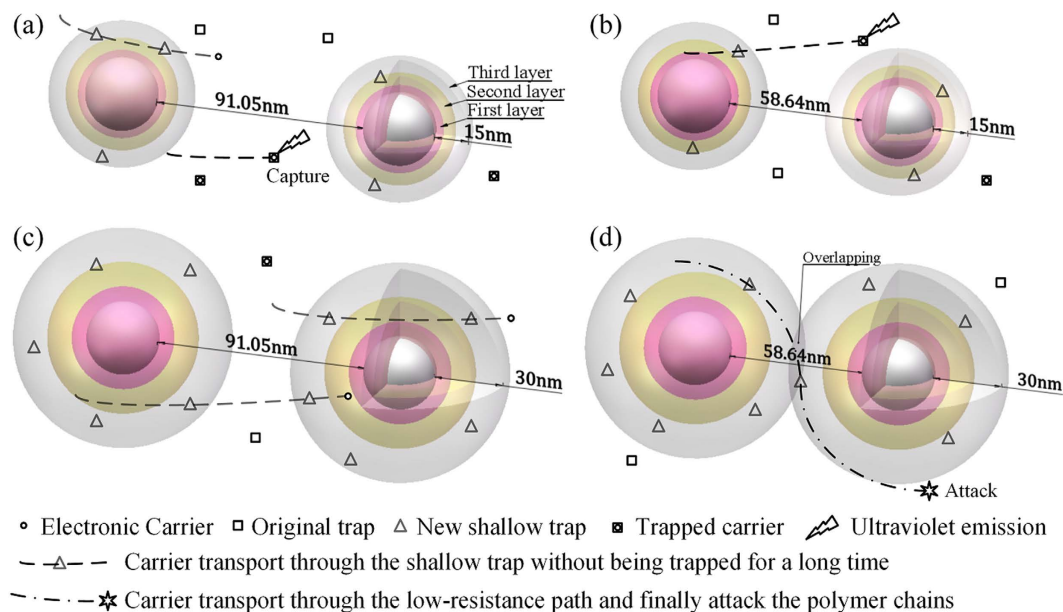 (a)
Third layer
Second layer
First layer
91.05nm
15nm
Capture
(b)
58.64nm
15nm
(c)
91.05nm
30nm
(d)
Overlapping
58.64nm
30nm
Attack
Electronic Carrier Original trap New shallow trap Trapped carrier Ultraviolet emission
Carrier transport through the shallow trap without being trapped for a long time
Carrier transport through the low-resistance path and finally attack the polymer chains